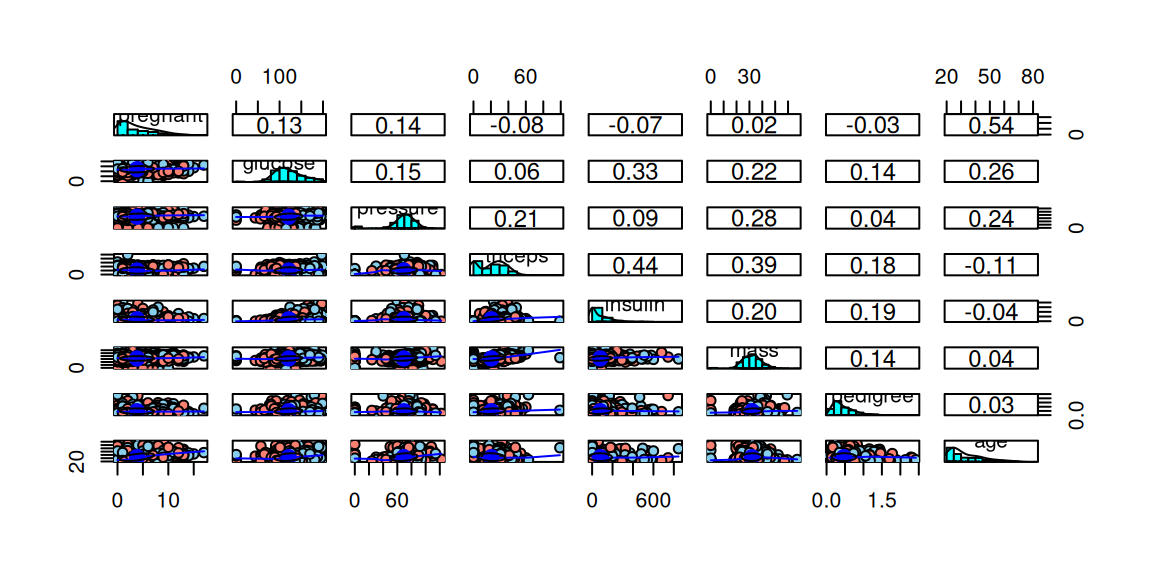 0 100 0 60 0 30 20 50 80
pregnant 0.13 0.14 -0.08 -0.07 0.02 -0.03 0.54 0
0 glucose 0.15 0.06 0.33 0.22 0.14 0.26
pressure 0.21 0.09 0.28 0.04 0.24 0
0 triceps 0.44 0.39 0.18 -0.11
insulin 0.20 0.19 -0.04 0
0 mass 0.14 0.04
pedigree 0.03 0.0
20 age
0 10 0 60 0 600 0.0 1.5